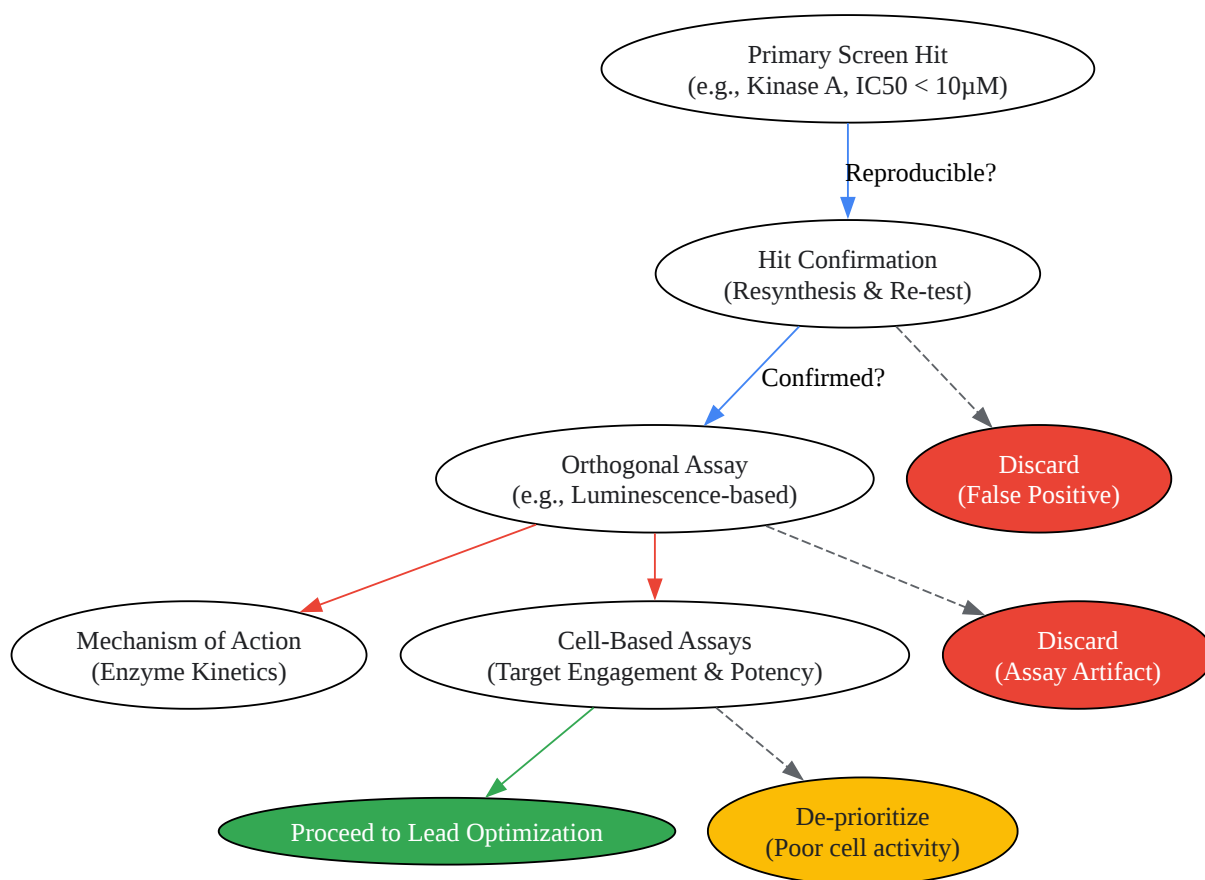 Primary Screen Hit
(e.g., Kinase A, IC50 < 10µM)
Reproducible?
Hit Confirmation
(Resynthesis & Re-test)
Confirmed?
Orthogonal Assay
(e.g., Luminescence-based)
Discard
(False Positive)
Mechanism of Action
(Enzyme Kinetics)
Cell-Based Assays
(Target Engagement & Potency)
Discard
(Assay Artifact)
Proceed to Lead Optimization
De-prioritize
(Poor cell activity)